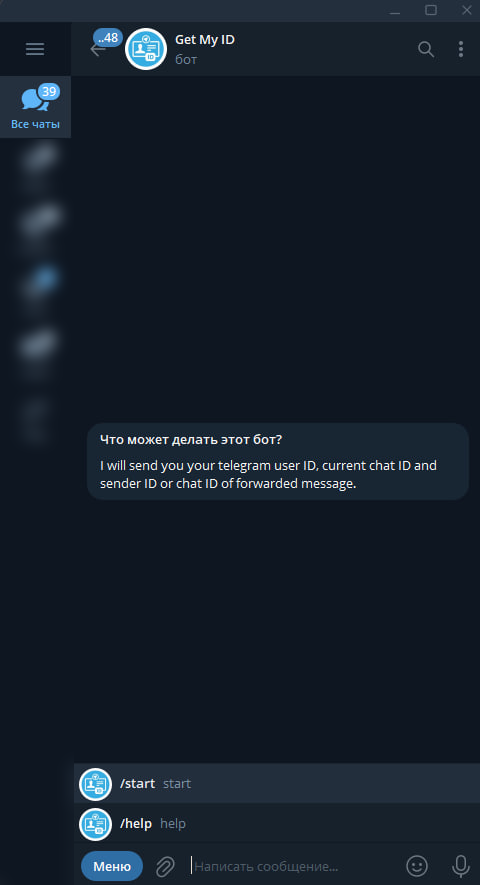 ..48
Get My ID
бот
39
Все чаты
Что может делать этот бот?
I will send you your telegram user ID, current chat ID and
sender ID or chat ID of forwarded message.
/start start
/help help
Меню
Написать сообщение...